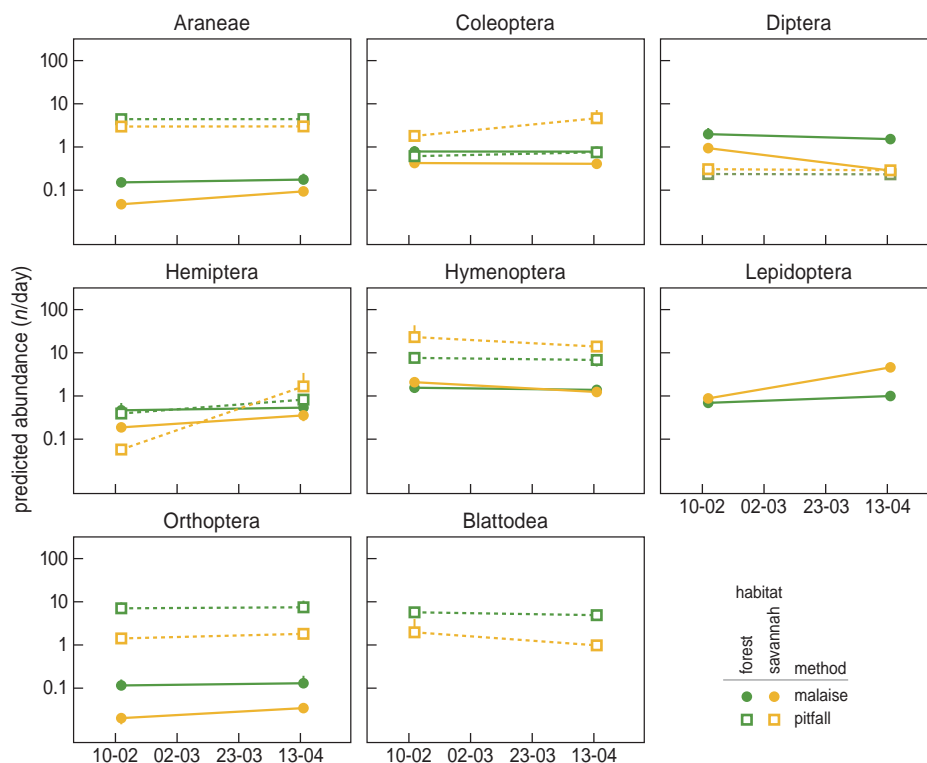 Araneae Coleoptera Diptera
100
10
1
0.1
Hemiptera Hymenoptera Lepidoptera
predicted abundance (n/day)
100
10
1
0.1
10-02 02-03 23-03 13-04
Orthoptera Blattodea
100
10
1
0.1
10-02 02-03 23-03 13-04 10-02 02-03 23-03 13-04
habitat
forest
savannah
method
malaise
pitfall